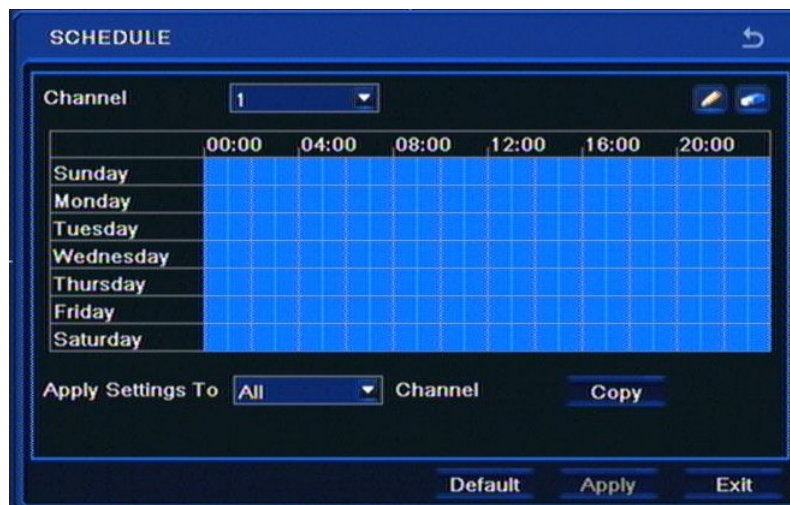 SCHEDULE
Channel 1
00:00 04:00 08:00 12:00 16:00 20:00
Sunday
Monday
Tuesday
Wednesday
Thursday
Friday
Saturday
Apply Settings To All Channel Copy
Default Apply Exit